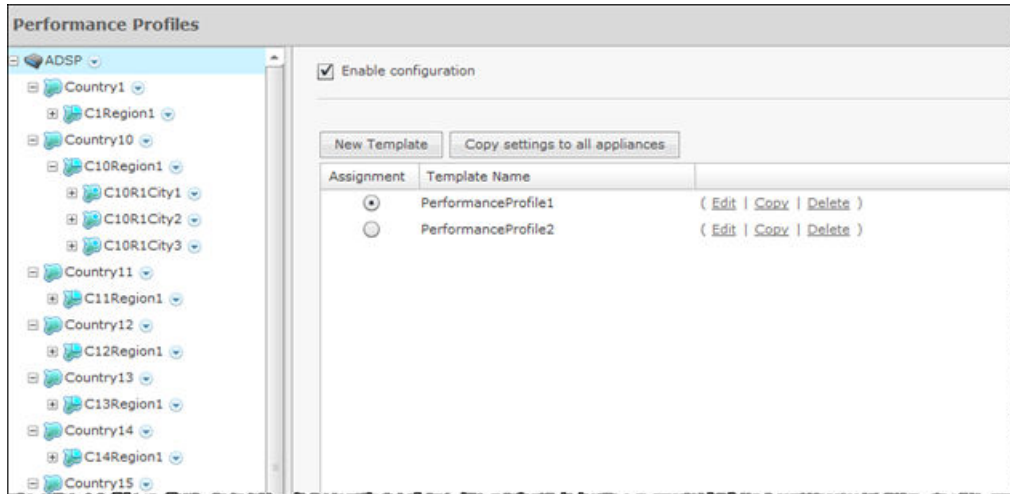 Performance Profiles
ADSP
Country1
C1Region1
Country10
C10Region1
C10R1City1
C10R1City2
C10R1City3
Country11
C11Region1
Country12
C12Region1
Country13
C13Region1
Country14
C14Region1
Country15
Enable configuration
New Template Copy settings to all appliances
Assignment Template Name
PerformanceProfile1 ( Edit | Copy | Delete )
PerformanceProfile2 ( Edit | Copy | Delete )